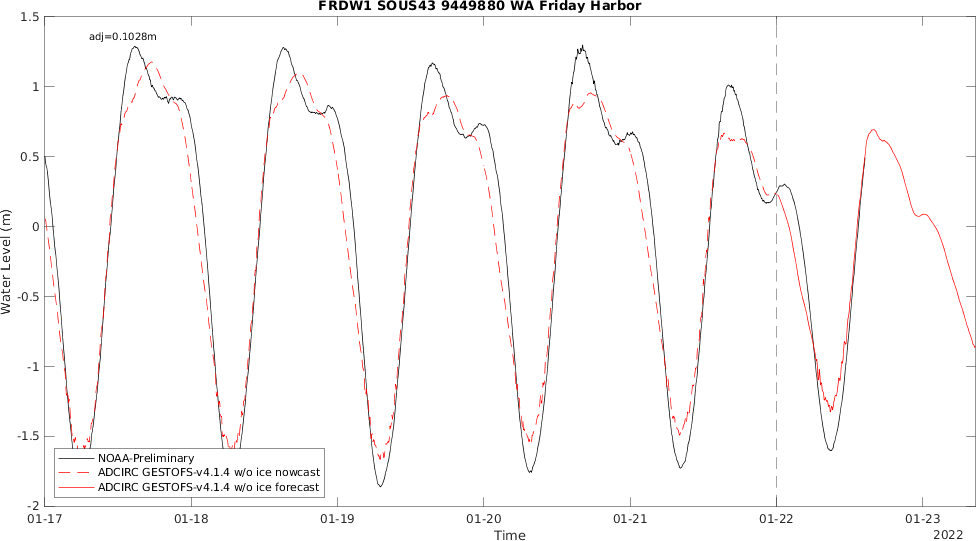 FRDW1 SOUS43 9449880 WA Friday Harbor
adj=0.1028m
1.5
1
0.5
0
-0.5
-1
-1.5
-2
Water Level (m)
NOAA-Preliminary
ADCIRC GESTOFS-v4.1.4 w/o ice nowcast
ADCIRC GESTOFS-v4.1.4 w/o ice forecast
01-17 01-18 01-19 01-20 01-21 01-22 01-23
Time
2022